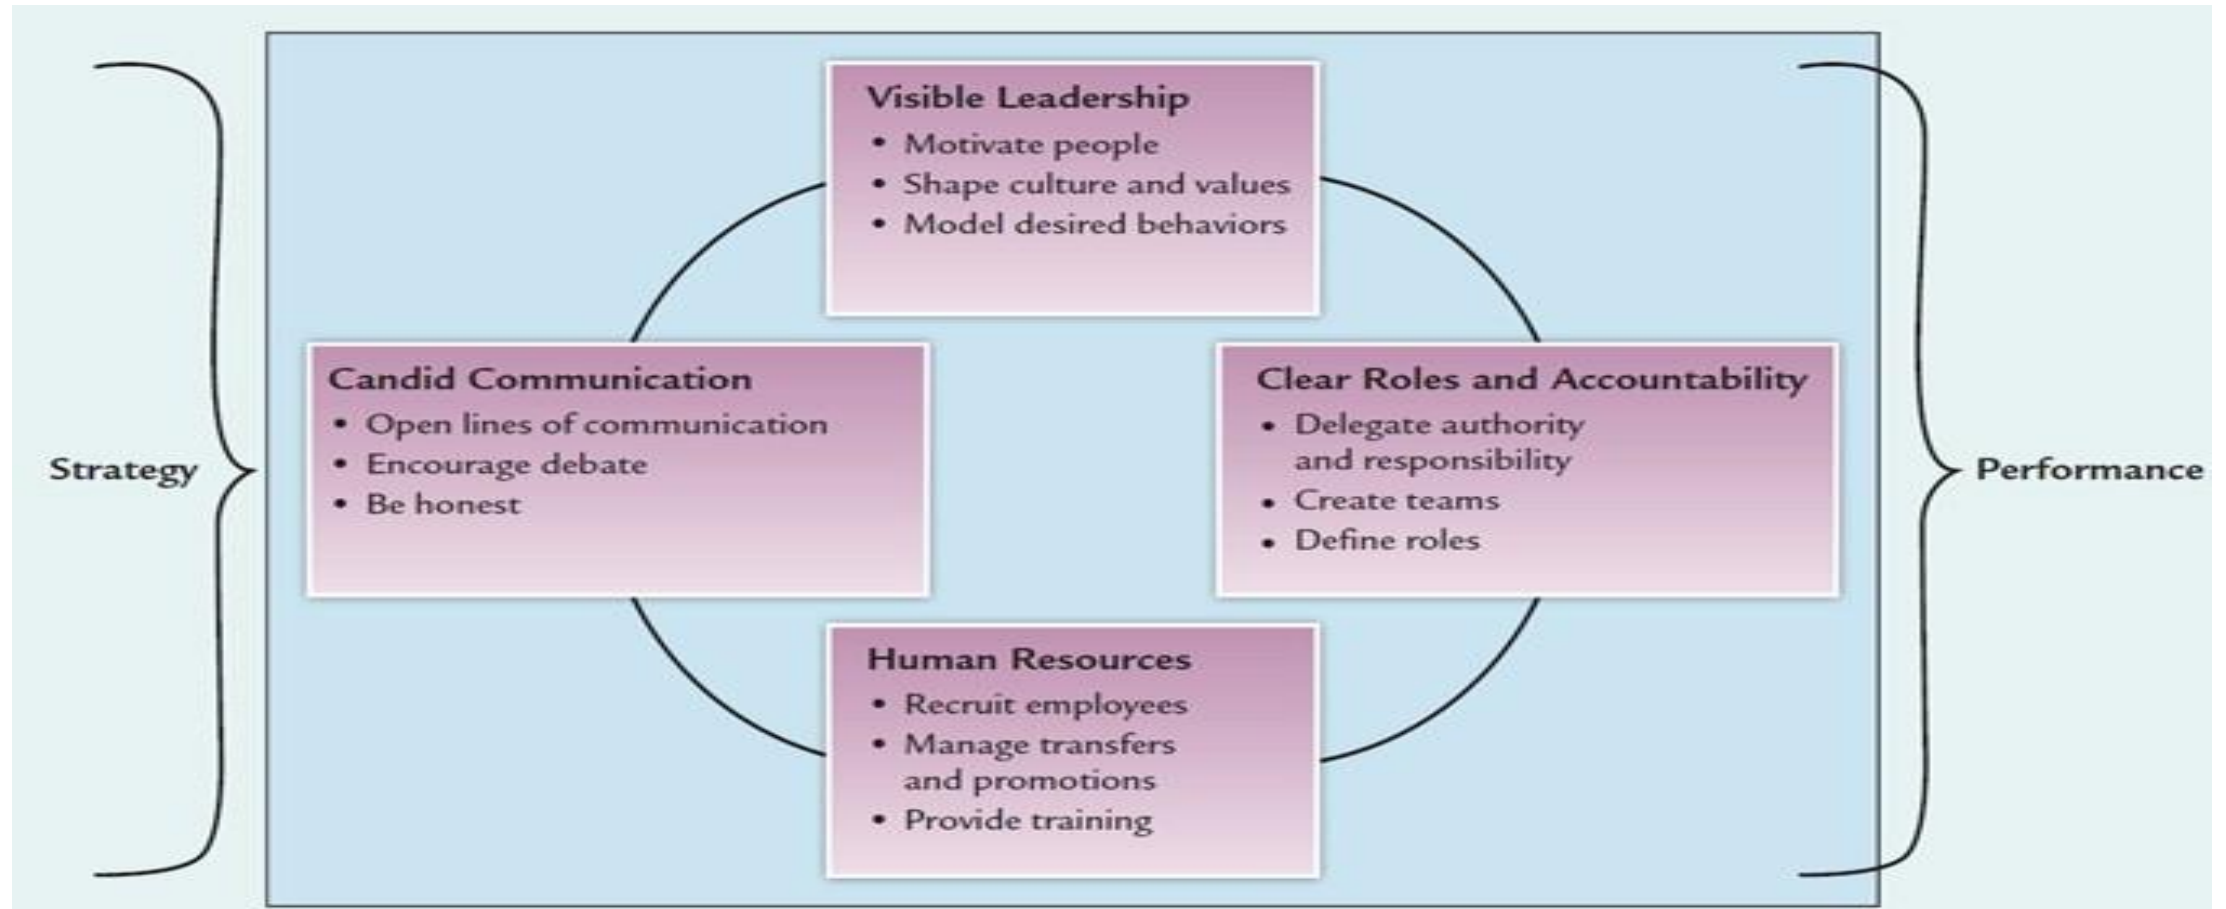 Visible Leadership
• Motivate people
• Shape culture and values
• Model desired behaviors
Candid Communication
• Open lines of communication
• Encourage debate
• Be honest
Clear Roles and Accountability
• Delegate authority
and responsibility
• Create teams
• Define roles
Strategy
Performance
Human Resources
• Recruit employees
• Manage transfers
and promotions
• Provide training